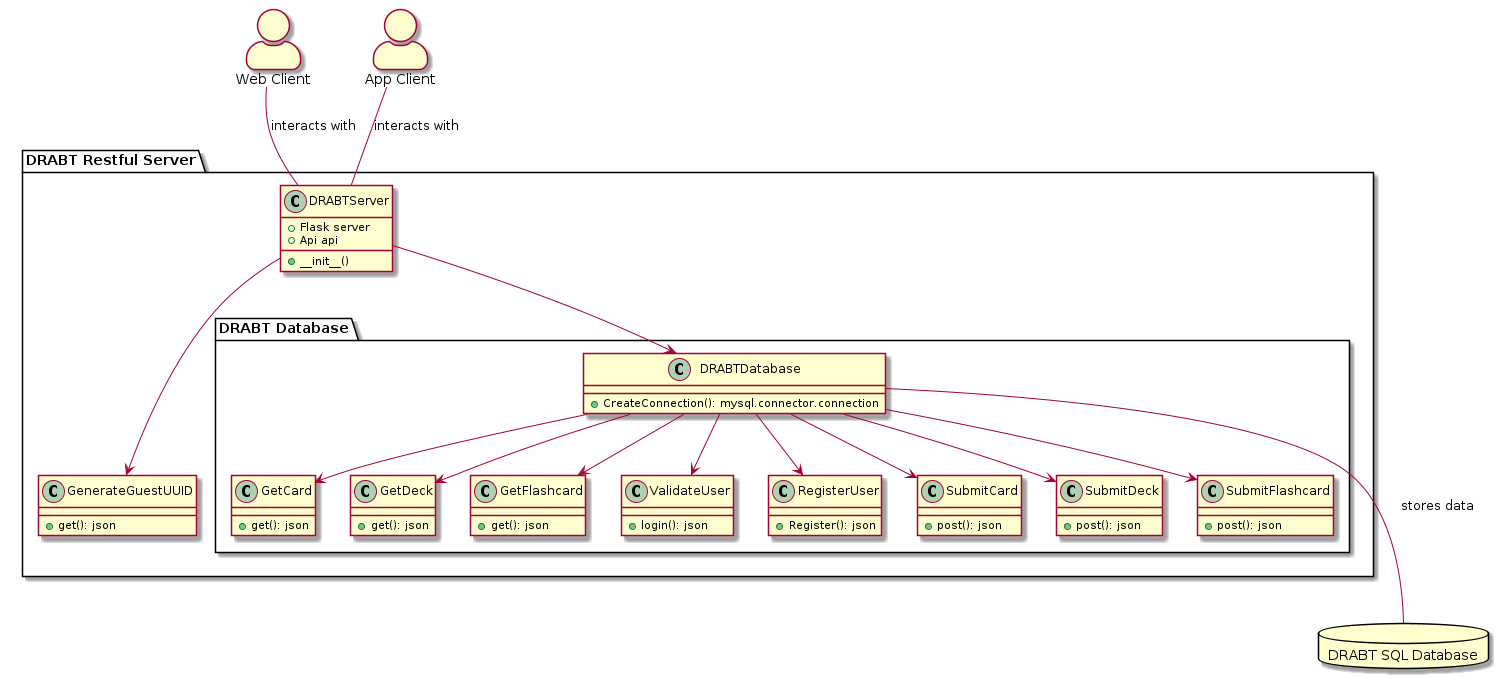 Web Client
App Client
interacts with
interacts with
DRABT Restful Server
C DRABTServer
Flask server
Api api
__init__()
DRABT Database
C DRABTDatabase
CreateConnection(): mysql.connector.connection
C GenerateGuestUUID
get(): json
C GetCard
get(): json
C GetDeck
get(): json
C GetFlashcard
get(): json
C ValidateUser
login(): json
C RegisterUser
Register(): json
C SubmitCard
post(): json
C SubmitDeck
post(): json
C SubmitFlashcard
post(): json
stores data
DRABT SQL Database